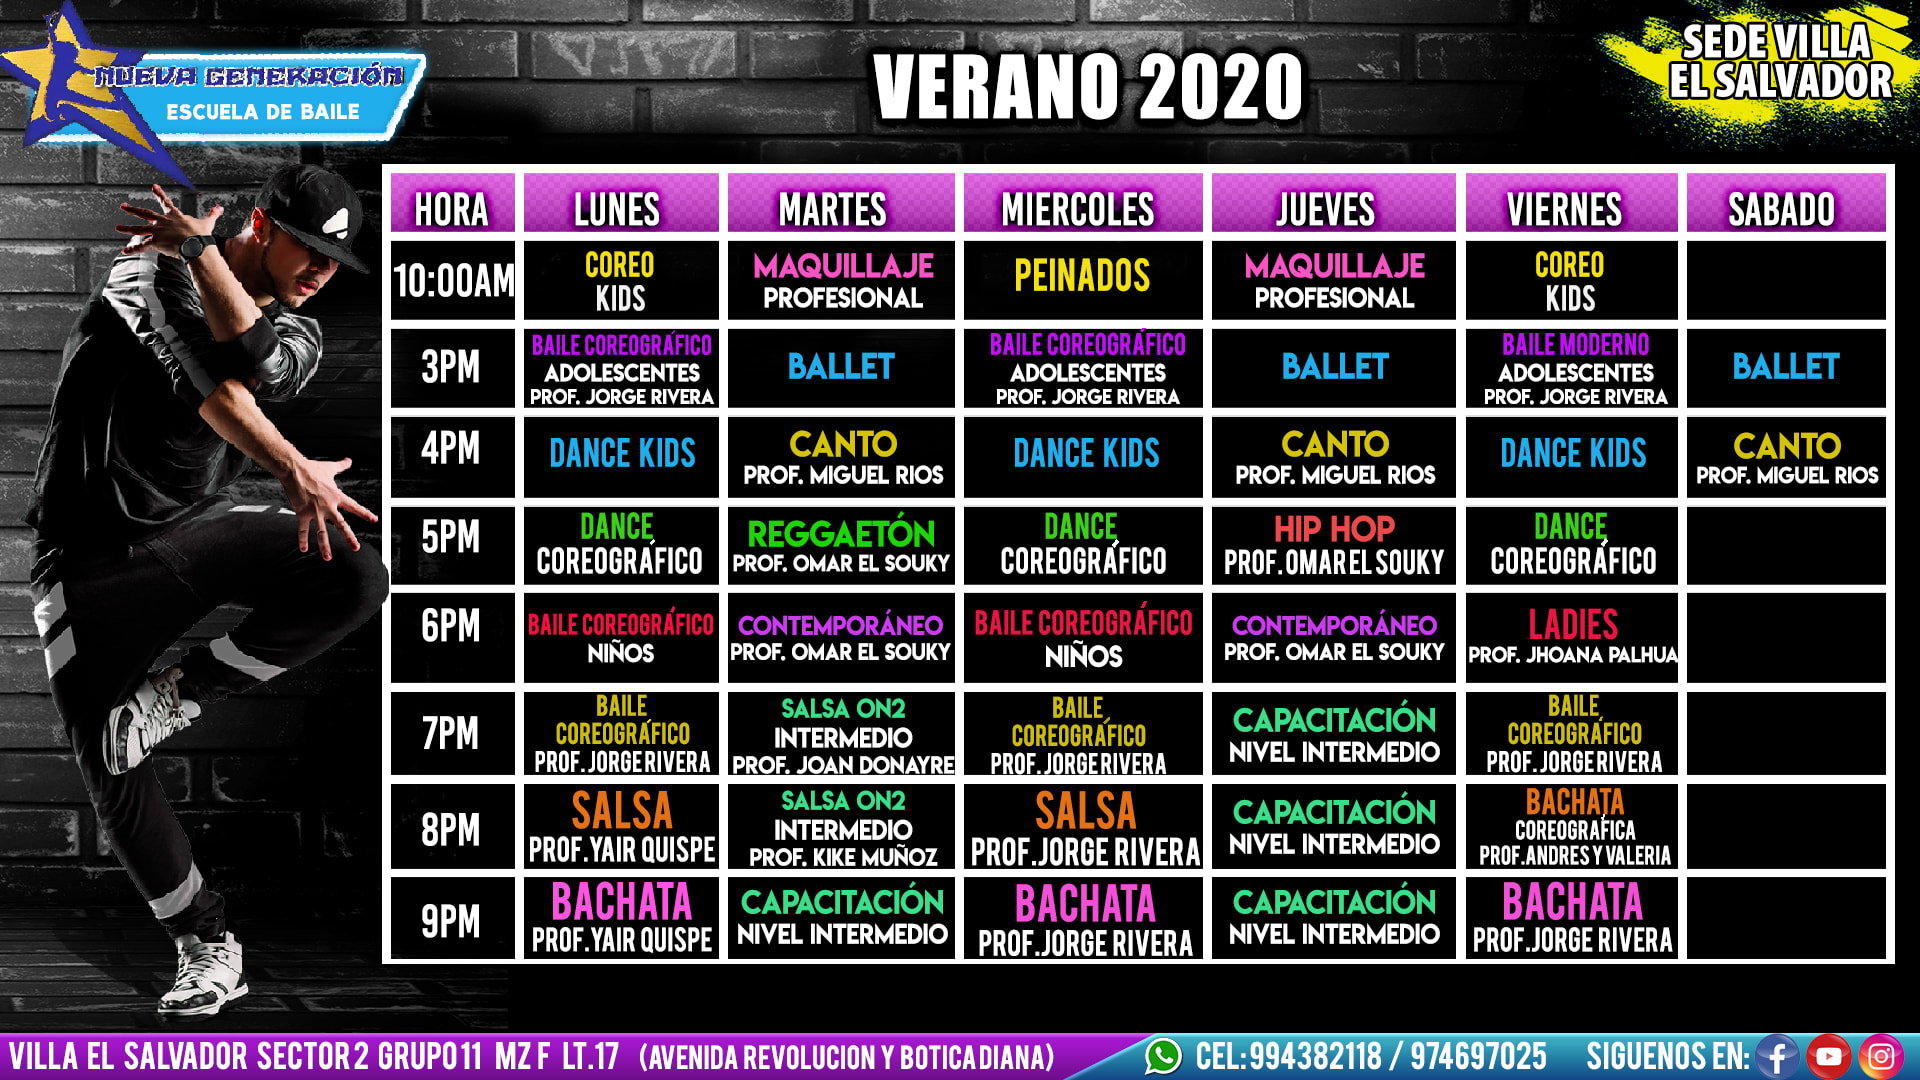 NUEVA GENERACIÓN
ESCUELA DE BAILE
VERANO 2020
SEDE VILLA
EL SALVADOR
HORA LUNES MARTES MIERCOLES JUEVES VIERNES SABADO
10:00AM
COREO
KIDS
MAQUILLAJE
PROFESIONAL
PEINADOS
MAQUILLAJE
PROFESIONAL
COREO
KIDS
3PM
BAILE COREOGRÁFICO
ADOLESCENTES
PROF. JORGE RIVERA
BALLET
BAILE COREOGRÁFICO
ADOLESCENTES
PROF. JORGE RIVERA
BALLET
BAILE MODERNO
ADOLESCENTES
PROF. JORGE RIVERA
BALLET
4PM
DANCE KIDS
CANTO
PROF. MIGUEL RIOS
DANCE KIDS
CANTO
PROF. MIGUEL RIOS
DANCE KIDS
CANTO
PROF. MIGUEL RIOS
5PM
DANCE
COREOGRÁFICO
REGGAETÓN
PROF. OMAR EL SOUKY
DANCE
COREOGRÁFICO
HIP HOP
PROF. OMAR EL SOUKY
DANCE
COREOGRÁFICO
6PM
BAILE COREOGRÁFICO
NIÑOS
CONTEMPORÁNEO
PROF. OMAR EL SOUKY
BAILE COREOGRÁFICO
NIÑOS
CONTEMPORÁNEO
PROF. OMAR EL SOUKY
LADIES
PROF. JHOANA PALHUA
7PM
BAILE
COREOGRÁFICO
PROF. JORGE RIVERA
SALSA ON2
INTERMEDIO
PROF. JOAN DONAYRE
BAILE
COREOGRÁFICO
PROF. JORGE RIVERA
CAPACITACIÓN
NIVEL INTERMEDIO
BAILE
COREOGRÁFICO
PROF. JORGE RIVERA
8PM
SALSA
PROF.YAIR QUISPE
SALSA ON2
INTERMEDIO
PROF. KIKE MUÑOZ
SALSA
PROF.JORGE RIVERA
CAPACITACIÓN
NIVEL INTERMEDIO
BACHATA
COREOGRÁFICA
PROF.ANDRES Y VALERIA
9PM
BACHATA
PROF.YAIR QUISPE
CAPACITACIÓN
NIVEL INTERMEDIO
BACHATA
PROF.JORGE RIVERA
CAPACITACIÓN
NIVEL INTERMEDIO
BACHATA
PROF.JORGE RIVERA
VILLA EL SALVADOR SECTOR 2 GRUPO 11 MZ F LT.17 (AVENIDA REVOLUCION Y BOTICA DIANA) CEL:994382118 / 974697025 SIGUENOS EN: